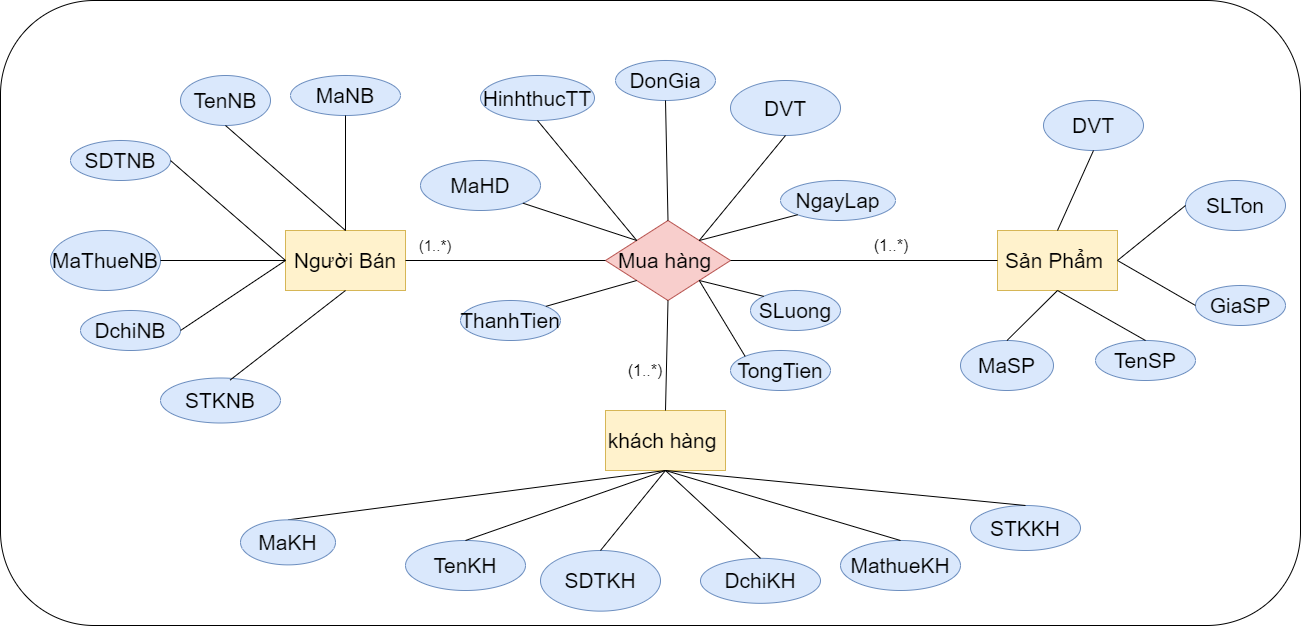 TenNB
MaNB
HinhthucTT
DonGia
DVT
DVT
SDTNB
MaHD
NgayLap
SLTon
MaThueNB
Người Bán
(1..*)
Mua hàng
(1..*)
Sản Phẩm
DchiNB
ThanhTien
SLuong
GiaSP
STKNB
(1..*)
TongTien
MaSP
TenSP
khách hàng
MaKH
TenKH
SDTKH
DchiKH
MathueKH
STKKH